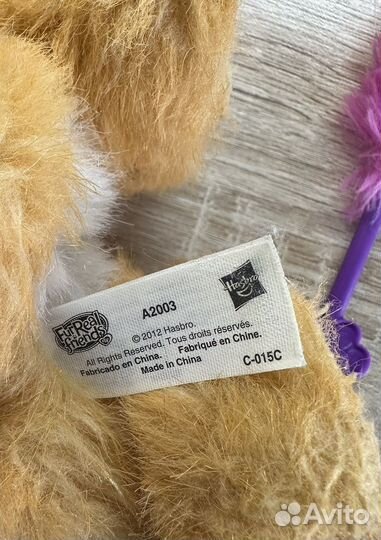 FurReal
friends
A2003
Hasbro
© 2012 Hasbro.
All Rights Reserved. Tous droits réservés.
Fabricado en China. Fabriqué en Chine.
Made in China
C-015C
Avito